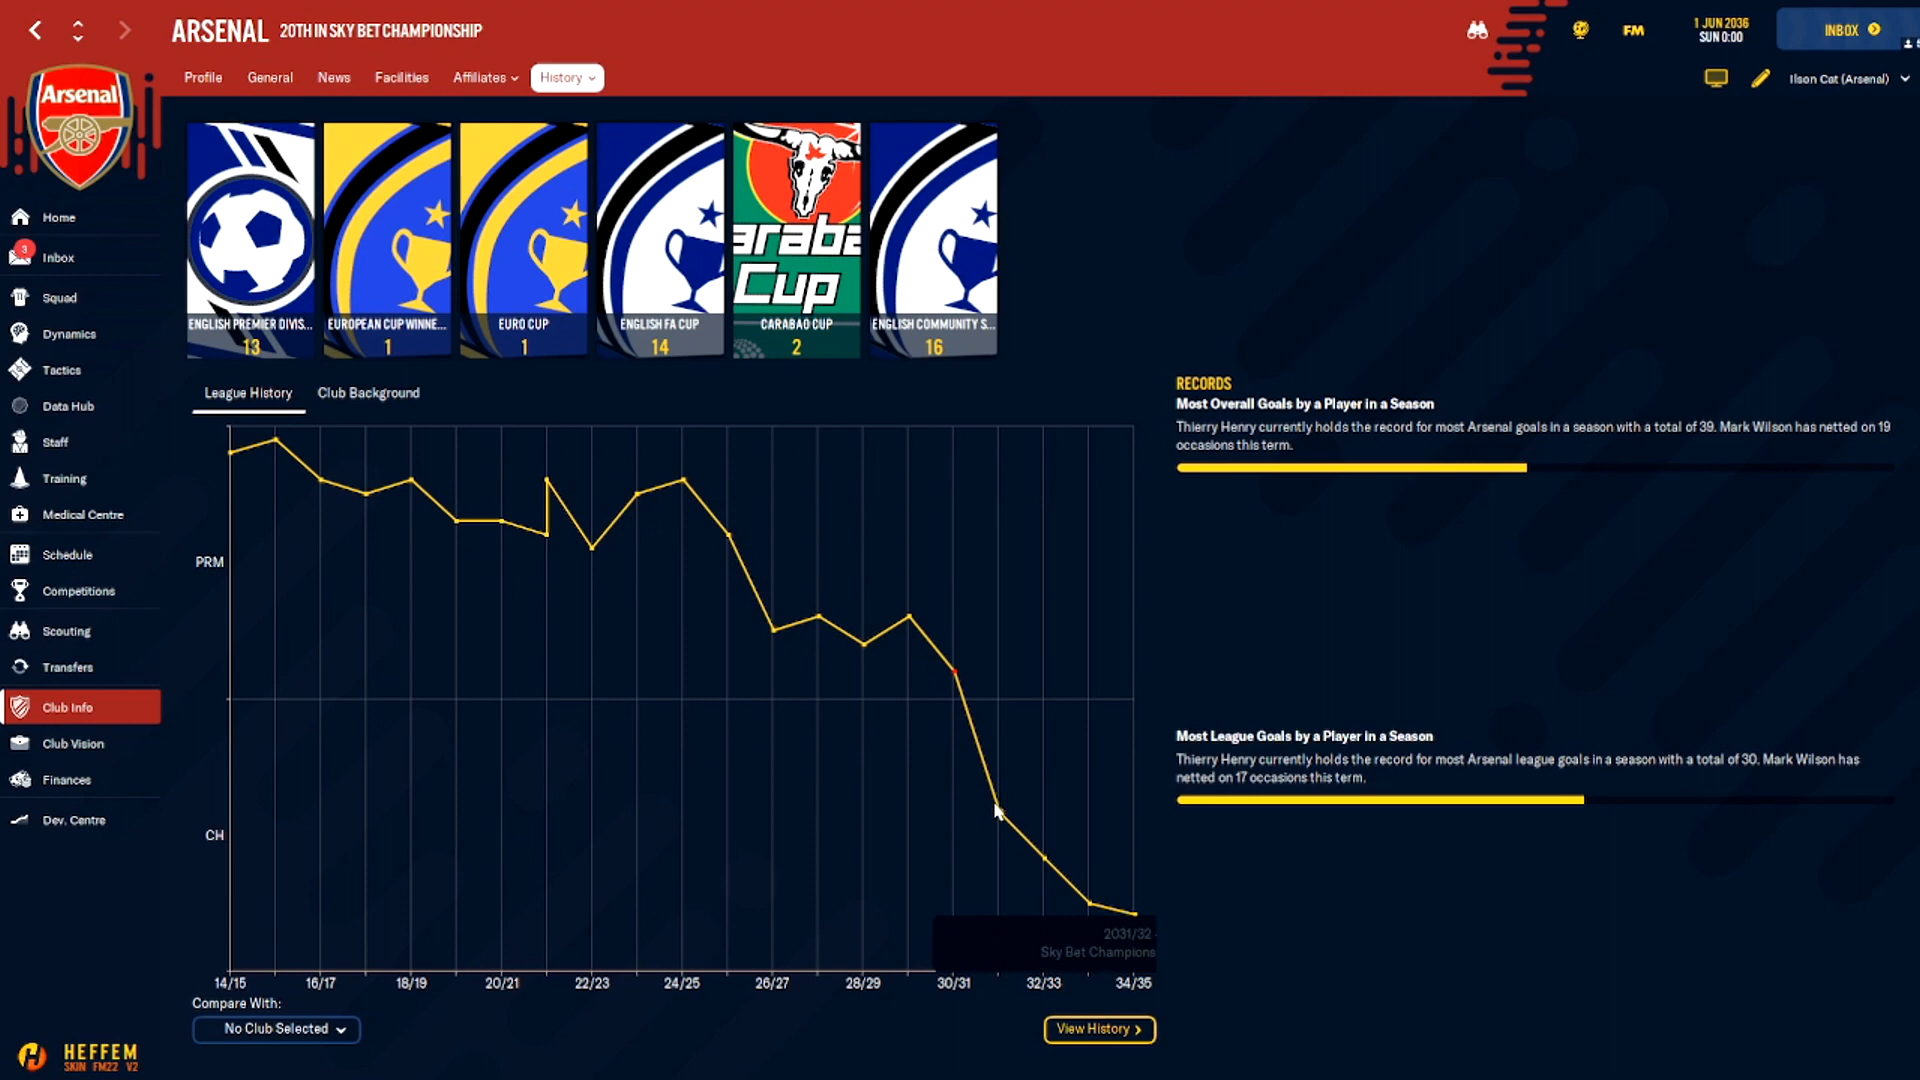 ARSENAL 20TH IN SKY BET CHAMPIONSHIP
FM
1 JUN 2036
SUN 0:00
INBOX
Profile General News Facilities Affiliates History
Ilson Cat (Arsenal)
Arsenal
Home
3
Inbox
Squad
Dynamics
Tactics
Data Hub
Staff
Training
Medical Centre
Schedule
Competitions
Scouting
Transfers
Club Info
Club Vision
Finances
Dev. Centre
HEFFEM
SKIN FM22 V2
araba
Cup
ENGLISH PREMIER DIVIS... EUROPEAN CUP WINNE... EURO CUP ENGLISH FA CUP CARABAO CUP ENGLISH COMMUNITY S...
13 1 1 14 2 16
League History Club Background
PRM
CH
2031/32 -
Sky Bet Champions
14/15 16/17 18/19 20/21 22/23 24/25 26/27 28/29 30/31 32/33 34/35
Compare With:
No Club Selected
View History
RECORDS
Most Overall Goals by a Player in a Season
Thierry Henry currently holds the record for most Arsenal goals in a season with a total of 39. Mark Wilson has netted on 19
occasions this term.
Most League Goals by a Player in a Season
Thierry Henry currently holds the record for most Arsenal league goals in a season with a total of 30. Mark Wilson has
netted on 17 occasions this term.